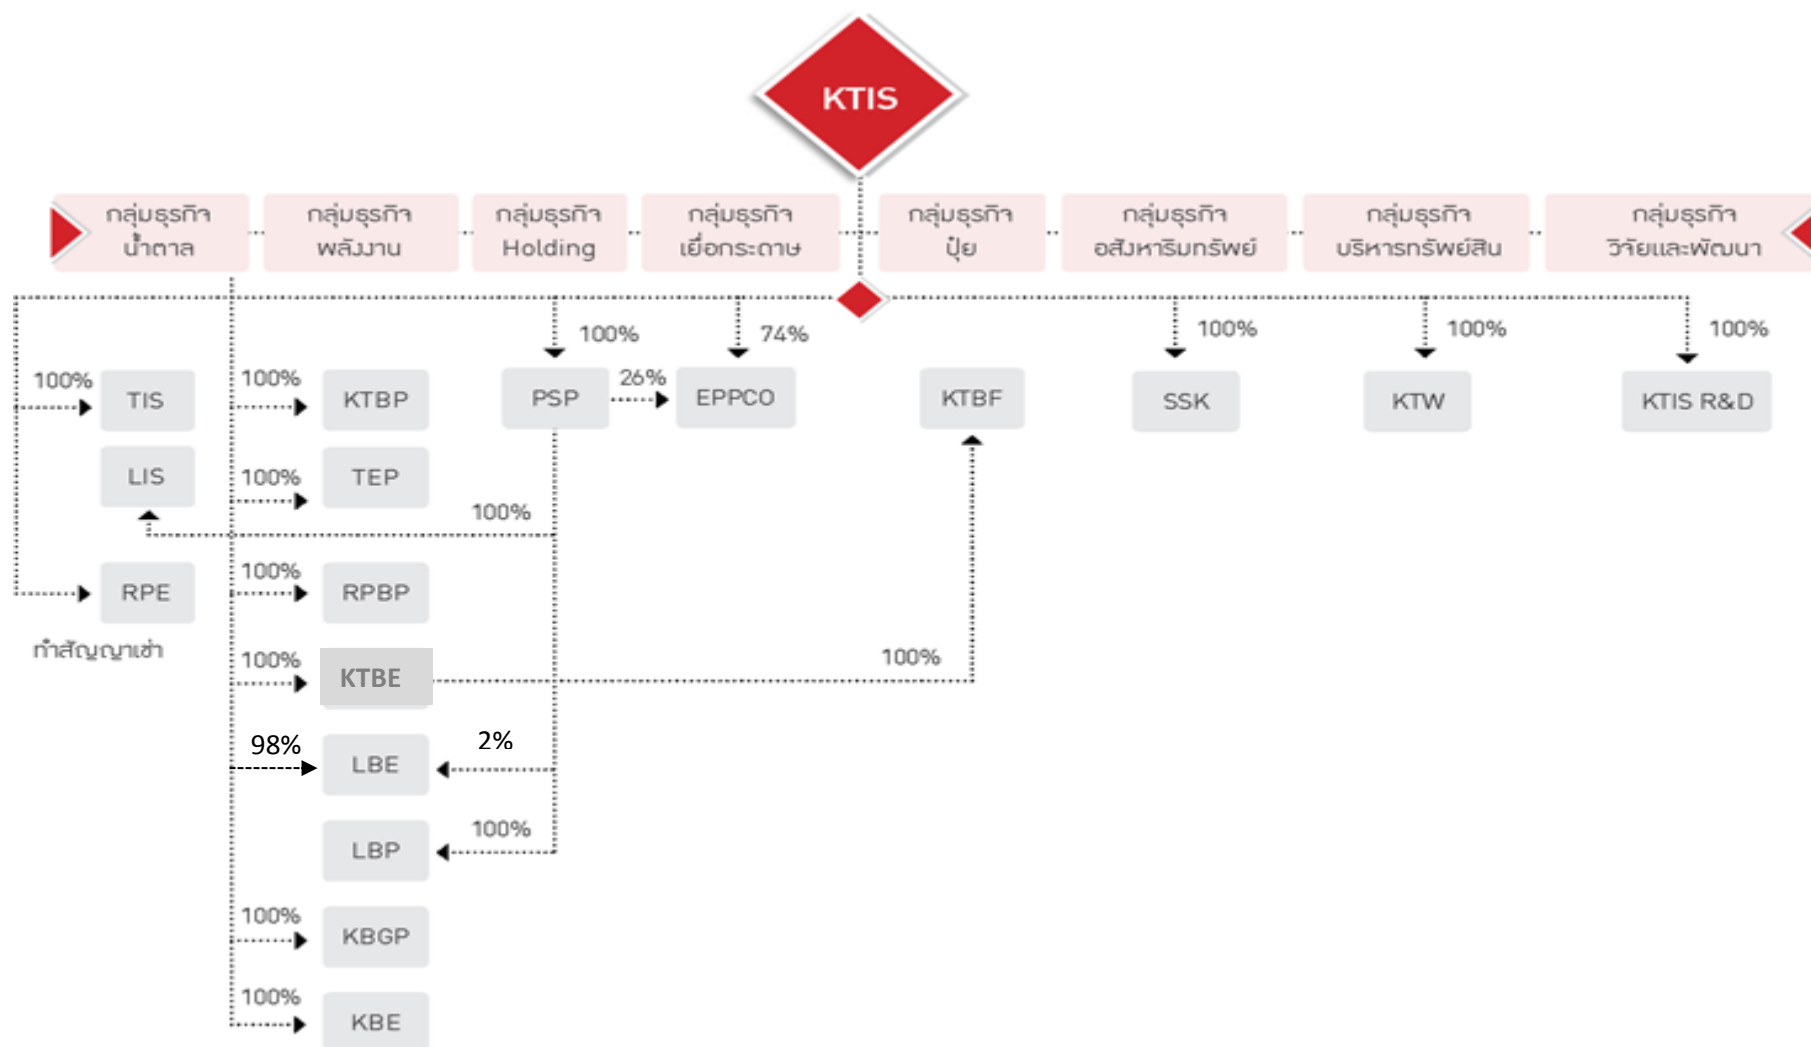 KTIS
กลุ่มธุรกิจ
น้ำตาล
กลุ่มธุรกิจ
พลังงาน
กลุ่มธุรกิจ
Holding
กลุ่มธุรกิจ
เยื่อกระดาษ
กลุ่มธุรกิจ
ปุ๋ย
กลุ่มธุรกิจ
อสังหาริมทรัพย์
กลุ่มธุรกิจ
บริหารทรัพย์สิน
กลุ่มธุรกิจ
วิจัยและพัฒนา
100%
74%
100%
100%
100%
100%
TIS
100%
KTBP
PSP
26%
EPPCO
KTBF
SSK
KTW
KTIS R&D
LIS
100%
TEP
100%
RPE
100%
RPBP
ทำสัญญาเช่า
100%
KTBE
100%
98%
LBE
2%
LBP
100%
100%
KBGP
100%
KBE